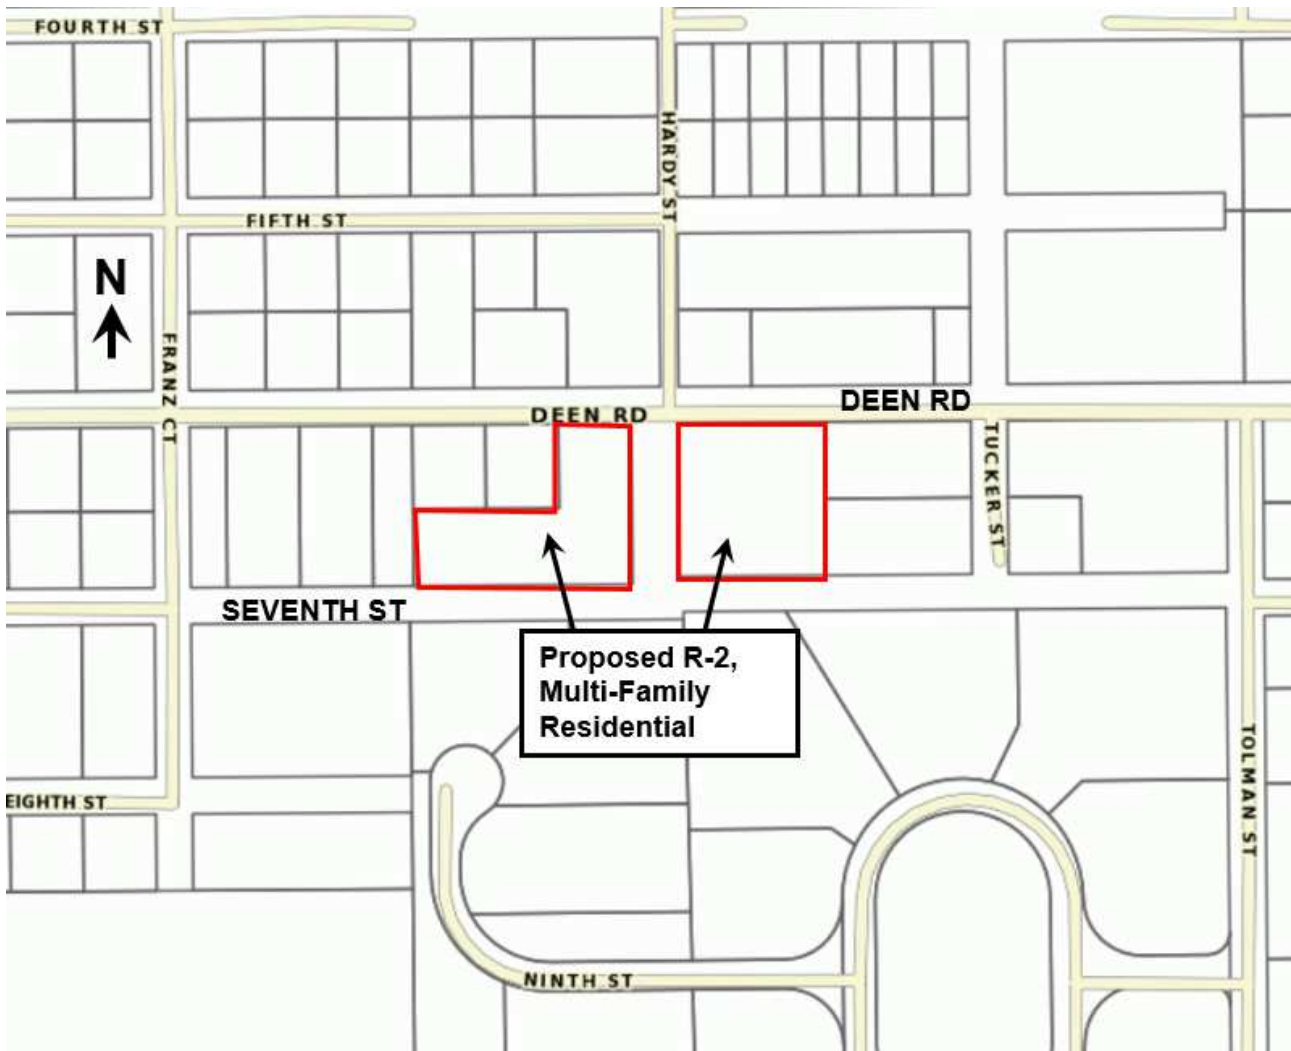 FOURTH ST
HARDY ST
FIFTH ST
N
FRANZ CT
DEEN RD
DEEN RD
TUCKER ST
SEVENTH ST
Proposed R-2,
Multi-Family
Residential
TOLMAN ST
EIGHTH ST
NINTH ST